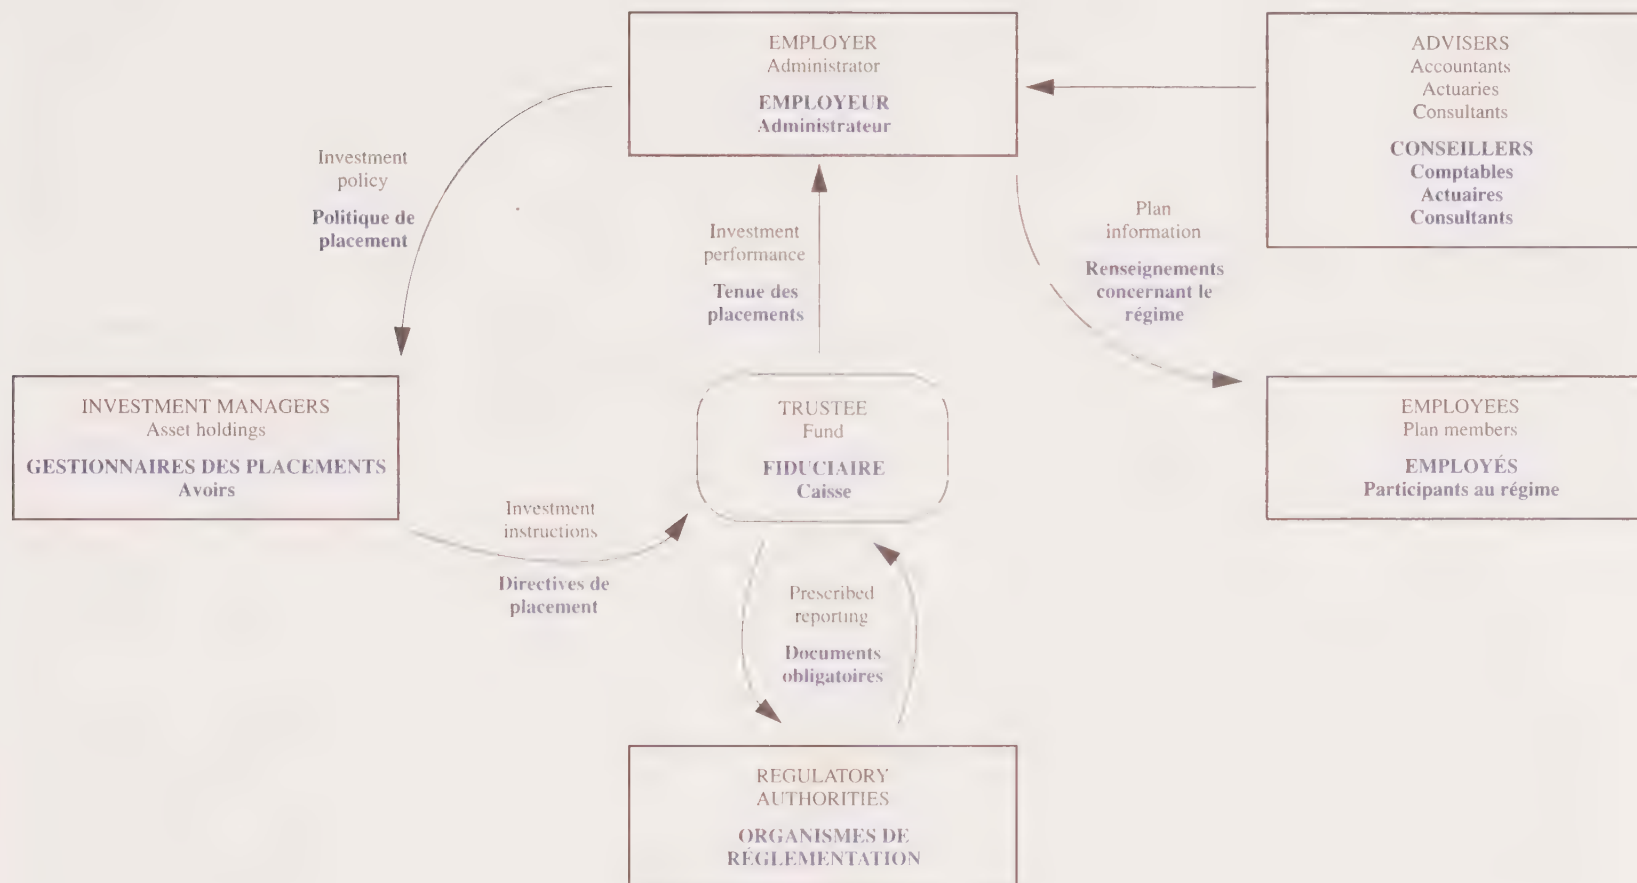 EMPLOYER
Administrator
EMPLOYEUR
Administrateur
ADVISERS
Accountants
Actuaries
Consultants
CONSEILLERS
Comptables
Actuaires
Consultants
Investment
policy
Politique de
placement
Investment
performance
Tenue des
placements
Plan
information
Renseignements
concernant le
régime
INVESTMENT MANAGERS
Asset holdings
GESTIONNAIRES DES PLACEMENTS
Avoirs
TRUSTEE
Fund
FIDUCIAIRE
Caisse
EMPLOYEES
Plan members
EMPLOYÉS
Participants au régime
Investment
instructions
Directives de
placement
Prescribed
reporting
Documents
obligatoires
REGULATORY
AUTHORITIES
ORGANISMES DE
RÉGLEMENTATION